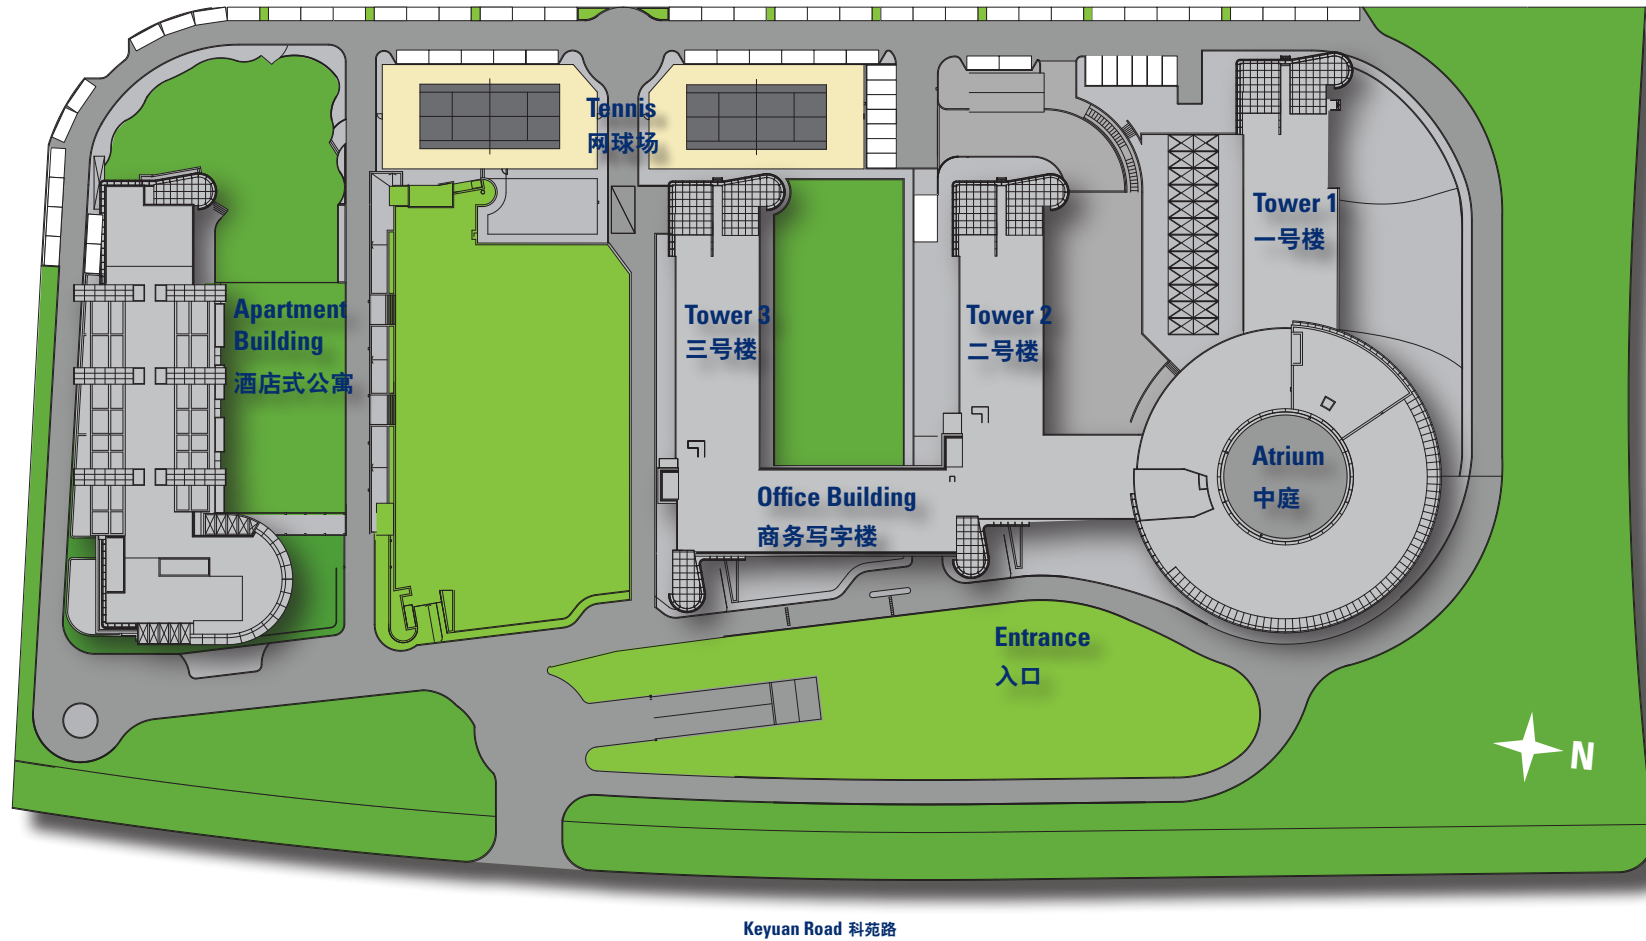 Tennis
网球场
Tower 1
一号楼
Apartment
Building
酒店式公寓
Tower 3
三号楼
Tower 2
二号楼
Office Building
商务写字楼
Atrium
中庭
Entrance
入口
N
Keyuan Road 科苑路